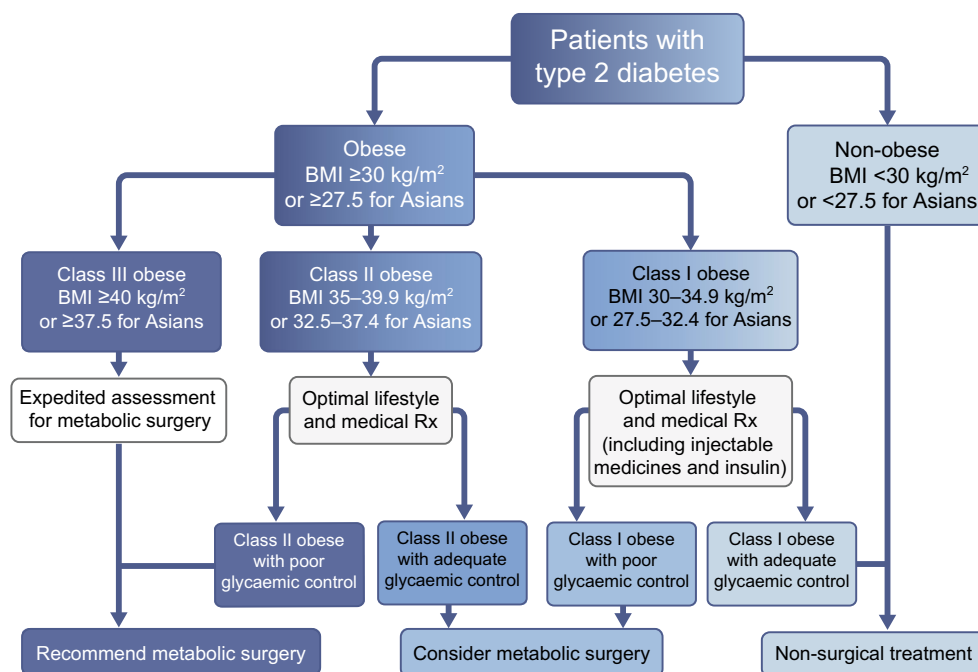 Patients with
type 2 diabetes
Obese
BMI ≥30 kg/m²
or ≥27.5 for Asians
Non-obese
BMI <30 kg/m²
or <27.5 for Asians
Class III obese
BMI ≥40 kg/m²
or ≥37.5 for Asians
Class II obese
BMI 35–39.9 kg/m²
or 32.5–37.4 for Asians
Class I obese
BMI 30–34.9 kg/m²
or 27.5–32.4 for Asians
Expedited assessment
for metabolic surgery
Optimal lifestyle
and medical Rx
Optimal lifestyle
and medical Rx
(including injectable
medicines and insulin)
Class II obese
with poor
glycaemic control
Class II obese
with adequate
glycaemic control
Class I obese
with poor
glycaemic control
Class I obese
with adequate
glycaemic control
Recommend metabolic surgery
Consider metabolic surgery
Non-surgical treatment